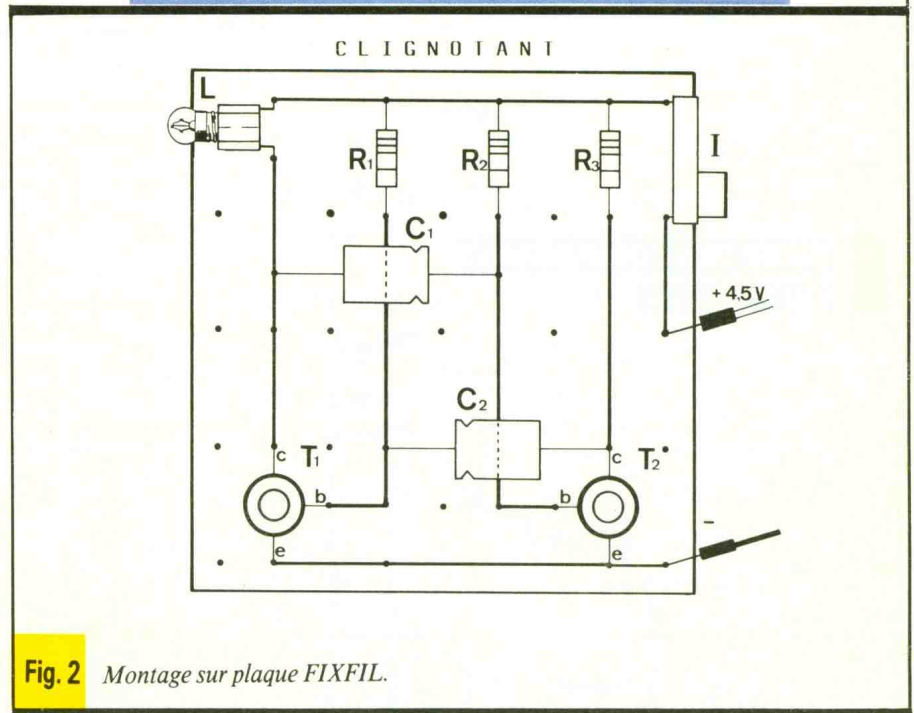 CLIGNOTANT
L
R1
R2
R3
I
C1
+ 4,5 V
C2
c
T1
c
T2
b
b
–
e
e
Fig. 2 Montage sur plaque FIXFIL.